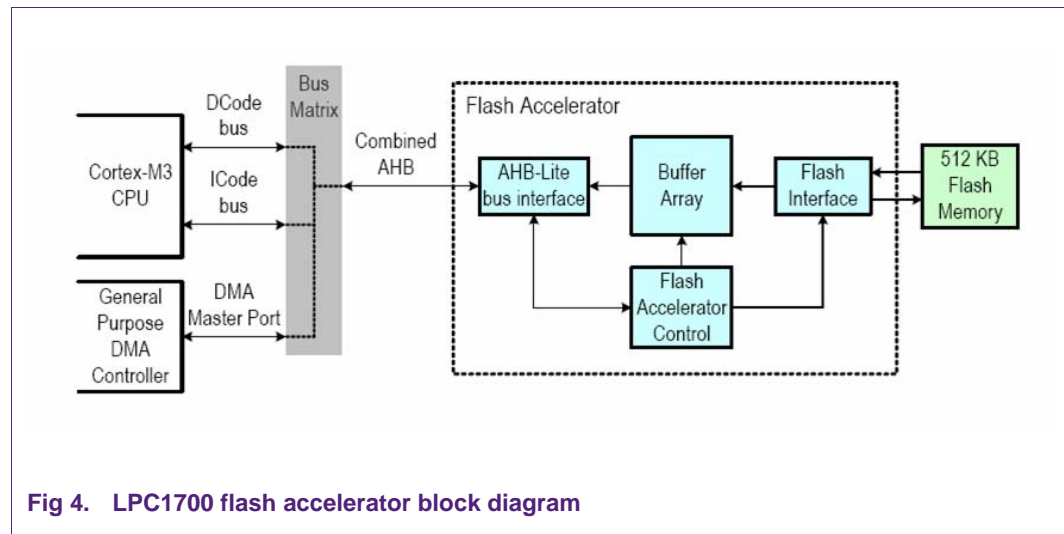 Cortex-M3
CPU
General
Purpose
DMA
Controller
DCode
bus
ICode
bus
DMA
Master Port
Bus
Matrix
Combined
AHB
Flash Accelerator
AHB-Lite
bus interface
Buffer
Array
Flash
Interface
Flash
Accelerator
Control
512 KB
Flash
Memory
Fig 4. LPC1700 flash accelerator block diagram